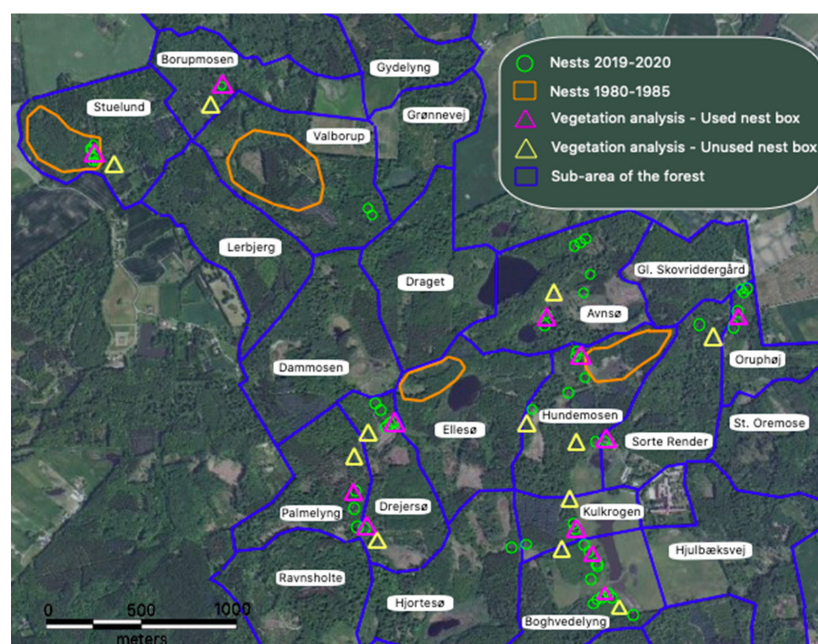 Borupmosen
Gydelyng
Stuelund
Valborup
Grønnevej
Nests 2019-2020
Nests 1980-1985
Vegetation analysis - Used nest box
Vegetation analysis - Unused nest box
Sub-area of the forest
Lerbjerg
Draget
Gl. Skovriddergård
Avnsø
Oruphøj
Dammosen
Ellesø
Hundemosen
Sorte Render
St. Oremose
Palmelyng
Drejersø
Kulkrogen
Hjulbæksvej
Ravnsholte
Hjortesø
Boghvedelyng
0 500 1000
meters